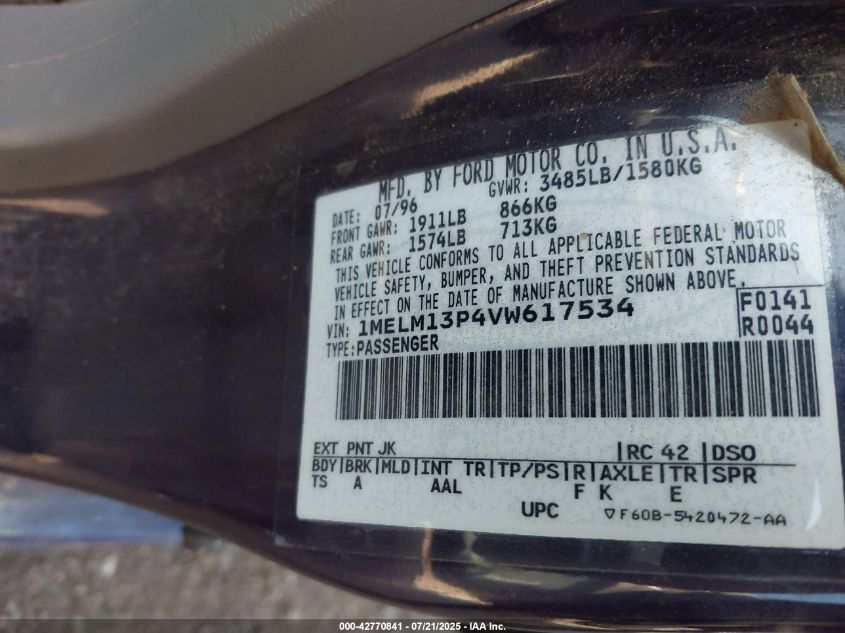 MFD. BY FORD MOTOR CO. IN U.S.A.
DATE: 07/96 GVWR: 3485LB/1580KG
FRONT GAWR: 1911LB 866KG
REAR GAWR: 1574LB 713KG
THIS VEHICLE CONFORMS TO ALL APPLICABLE FEDERAL MOTOR
VEHICLE SAFETY, BUMPER, AND THEFT PREVENTION STANDARDS
IN EFFECT ON THE DATE OF MANUFACTURE SHOWN ABOVE.
VIN: 1MELM13P4VW617534 F0141
TYPE:PASSENGER R0044
EXT PNT JK |RC 42 |DSO
BDY|BRK|MLD|INT TR|TP/PS|R|AXLE|TR|SPR
TS A AAL F K E
UPC ▽F60B-5420472-AA
000-42770841 - 07/21/2025 - IAA Inc.